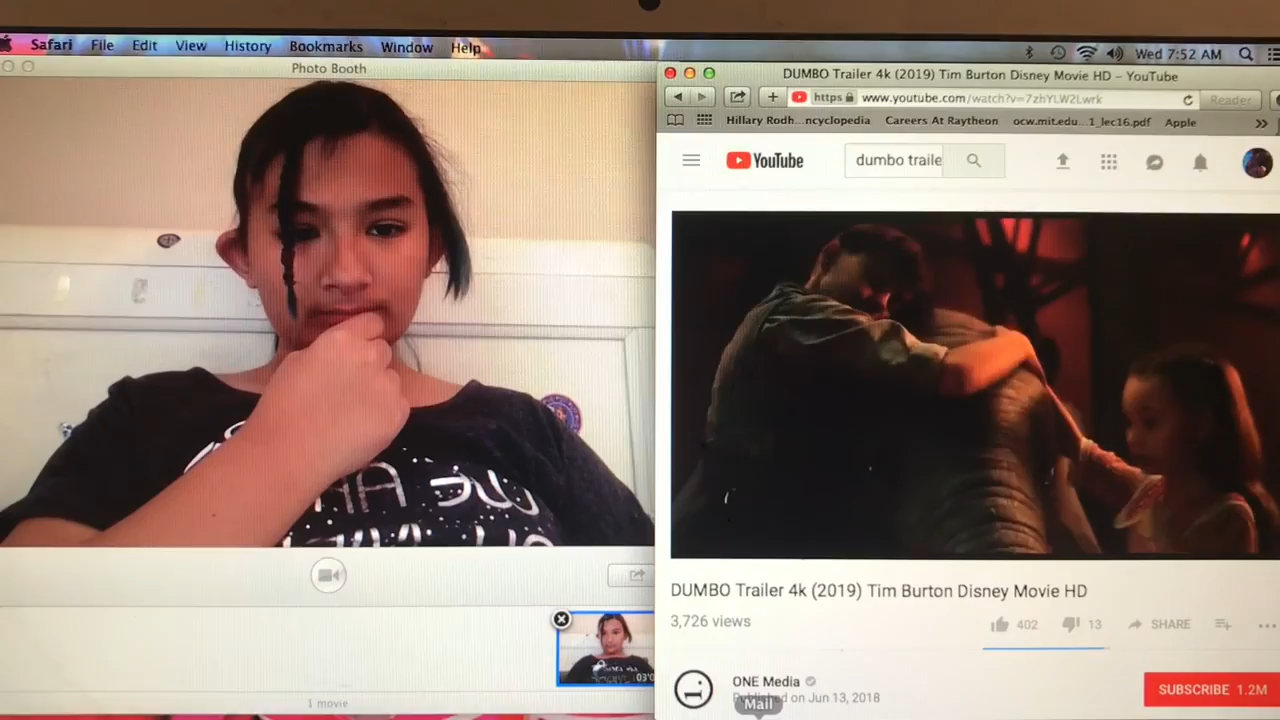 Safari File Edit View History Bookmarks Window Help
Wed 7:52 AM
Photo Booth
DUMBO Trailer 4k (2019) Tim Burton Disney Movie HD – YouTube
https www.youtube.com/watch?v=7zhYLW2Lwrk
Reader
Hillary Rodh...ncyclopedia Careers At Raytheon ocw.mit.edu...1_lec16.pdf Apple
YouTube
dumbo traile
WE ARE
DUMBO Trailer 4k (2019) Tim Burton Disney Movie HD
3,726 views
402 13 SHARE
ONE Media
Published on Jun 13, 2018
SUBSCRIBE 1.2M
Mail
1 movie